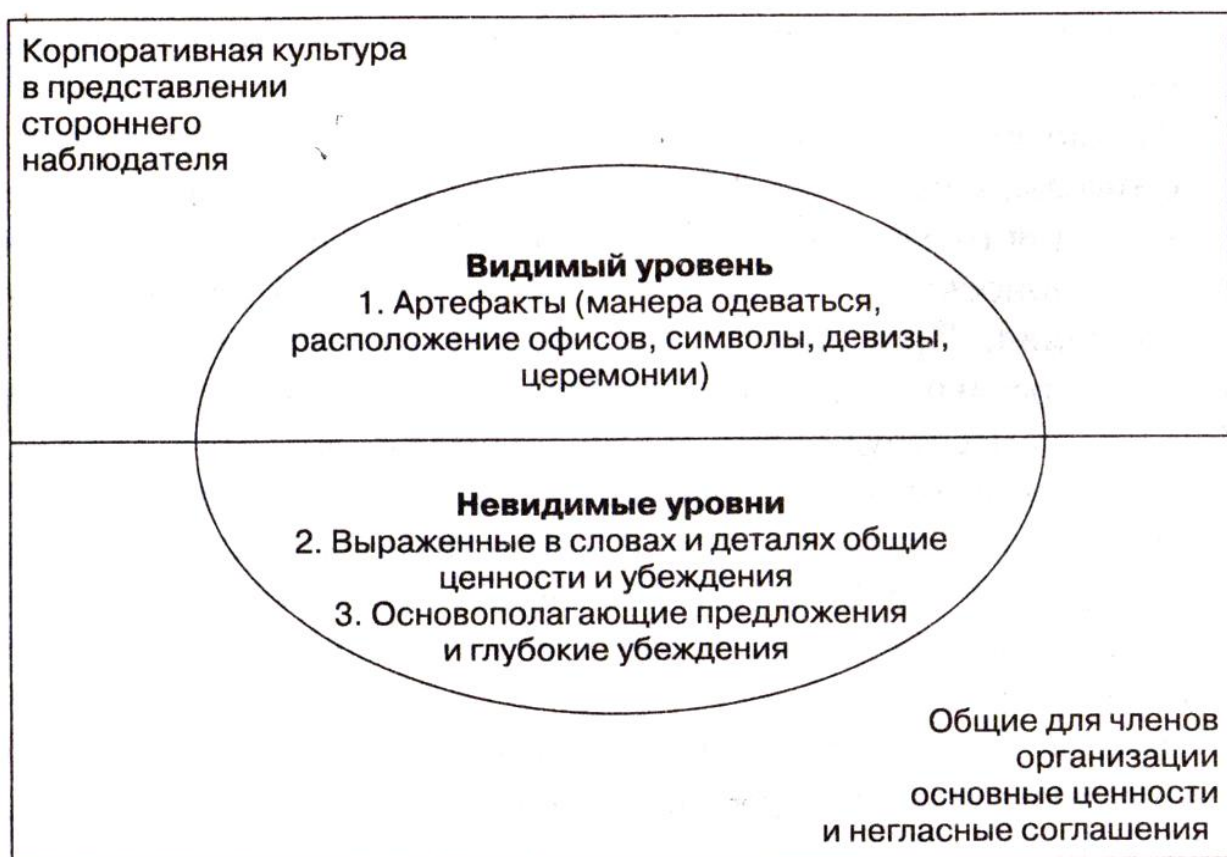 Корпоративная культура
в представлении
стороннего
наблюдателя
Видимый уровень
1. Артефакты (манера одеваться,
расположение офисов, символы, девизы,
церемонии)
Невидимые уровни
2. Выраженные в словах и деталях общие
ценности и убеждения
3. Основополагающие предложения
и глубокие убеждения
Общие для членов
организации
основные ценности
и негласные соглашения